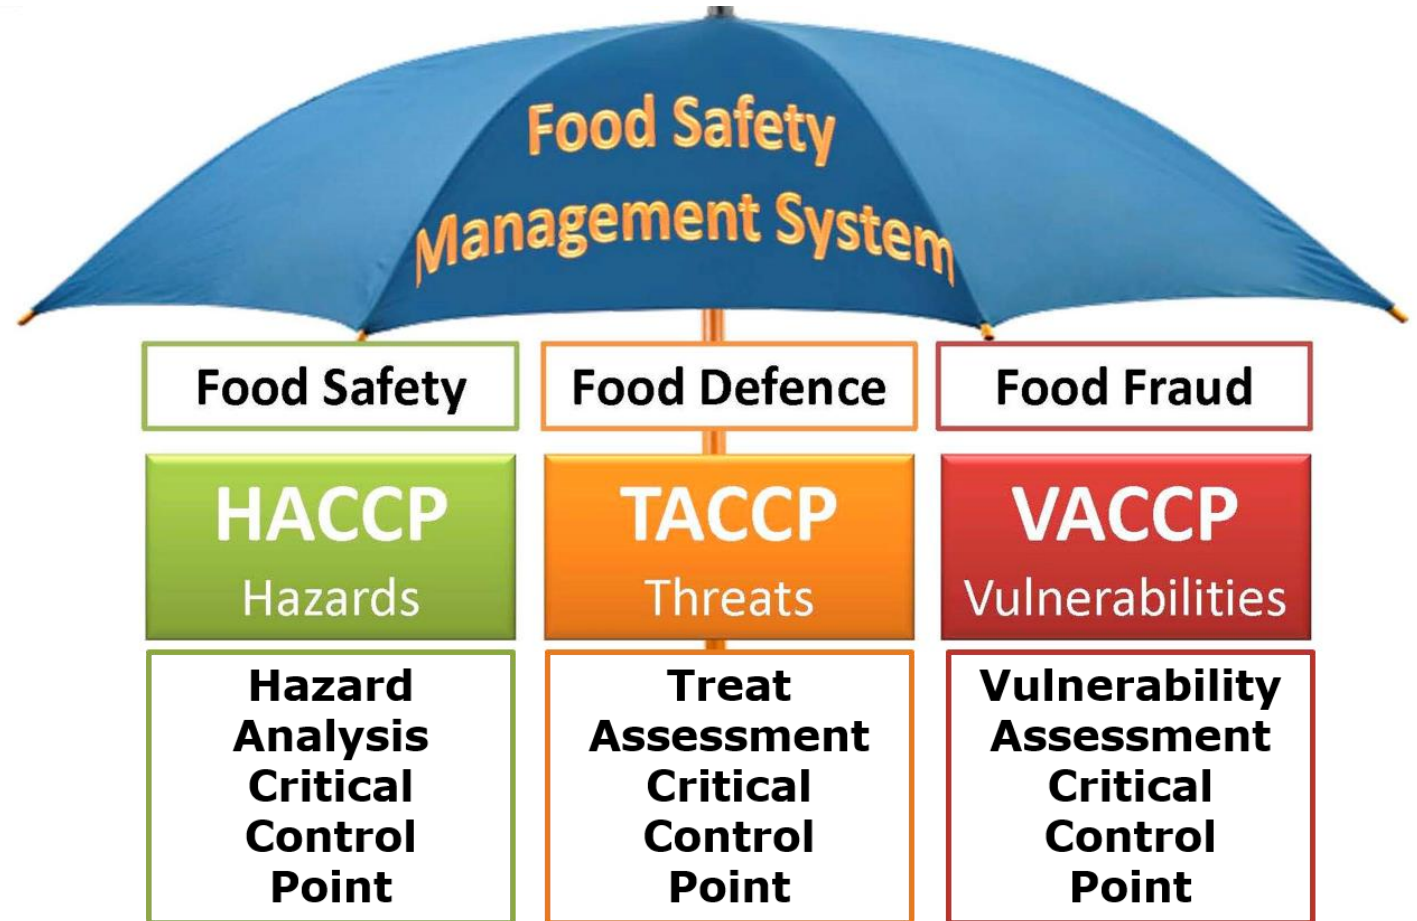 Food Safety
Management System
Food Safety
Food Defence
Food Fraud
HACCP
Hazards
TACCP
Threats
VACCP
Vulnerabilities
Hazard
Analysis
Critical
Control
Point
Treat
Assessment
Critical
Control
Point
Vulnerability
Assessment
Critical
Control
Point